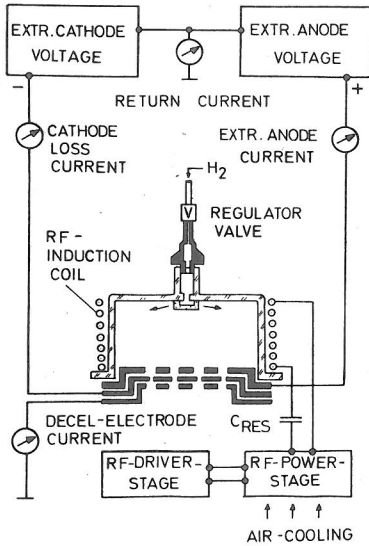 EXTR. CATHODE
VOLTAGE
EXTR. ANODE
VOLTAGE
−
+
RETURN CURRENT
CATHODE
LOSS
CURRENT
EXTR. ANODE
CURRENT
H2
V
REGULATOR
VALVE
RF-
INDUCTION
COIL
DECEL-ELECTRODE
CURRENT
CRES
RF-DRIVER-
STAGE
RF-POWER-
STAGE
AIR-COOLING